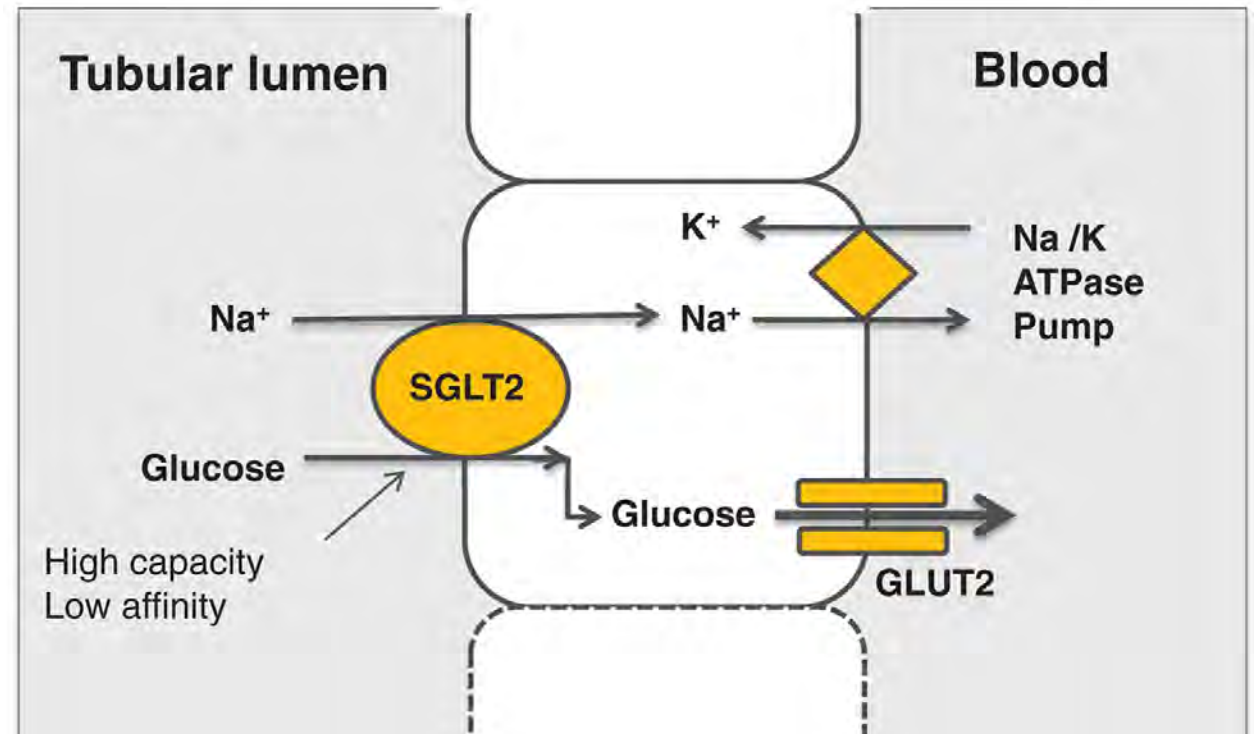 Tubular lumen
Blood
K⁺
Na /K
ATPase
Pump
Na⁺
Na⁺
SGLT2
Glucose
Glucose
High capacity
Low affinity
GLUT2